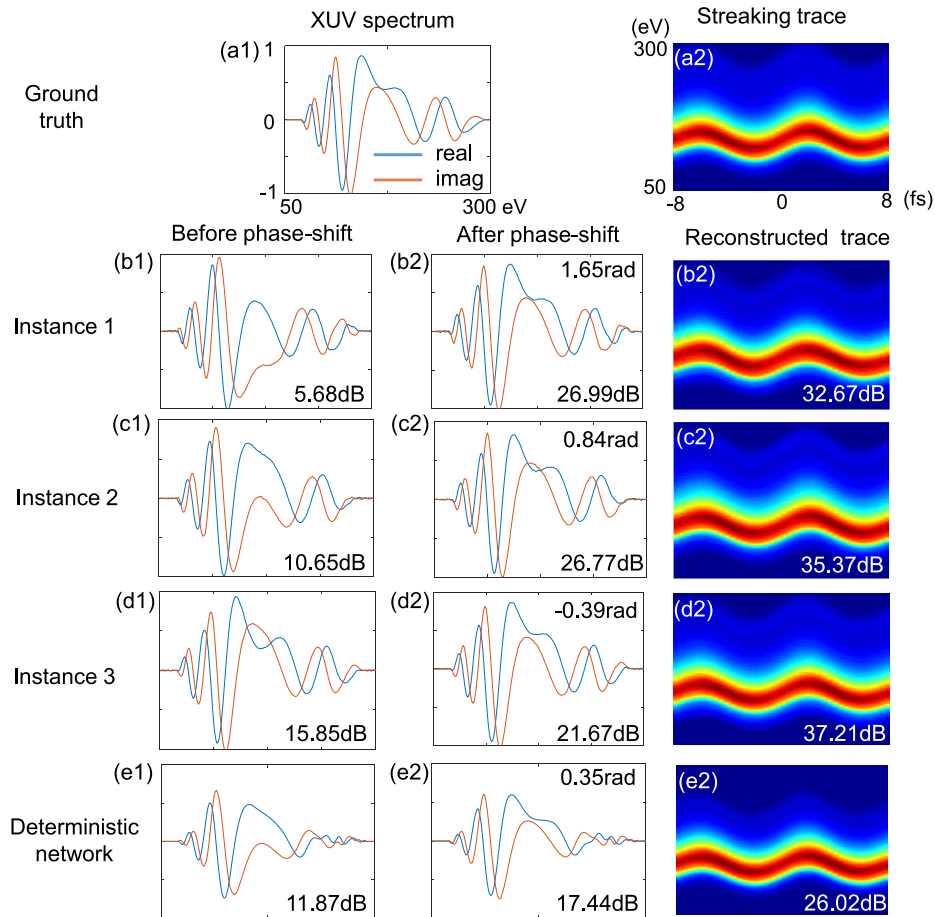 XUV spectrum
Streaking trace
(a1)
1
0
-1
50
300 eV
real
imag
Ground
truth
(eV)
300
50
(a2)
-8
0
8
(fs)
Before phase-shift
After phase-shift
Reconstructed trace
Instance 1
(b1)
5.68dB
(b2)
1.65rad
26.99dB
(b2)
32.67dB
Instance 2
(c1)
10.65dB
(c2)
0.84rad
26.77dB
(c2)
35.37dB
Instance 3
(d1)
15.85dB
(d2)
-0.39rad
21.67dB
(d2)
37.21dB
Deterministic
network
(e1)
11.87dB
(e2)
0.35rad
17.44dB
(e2)
26.02dB